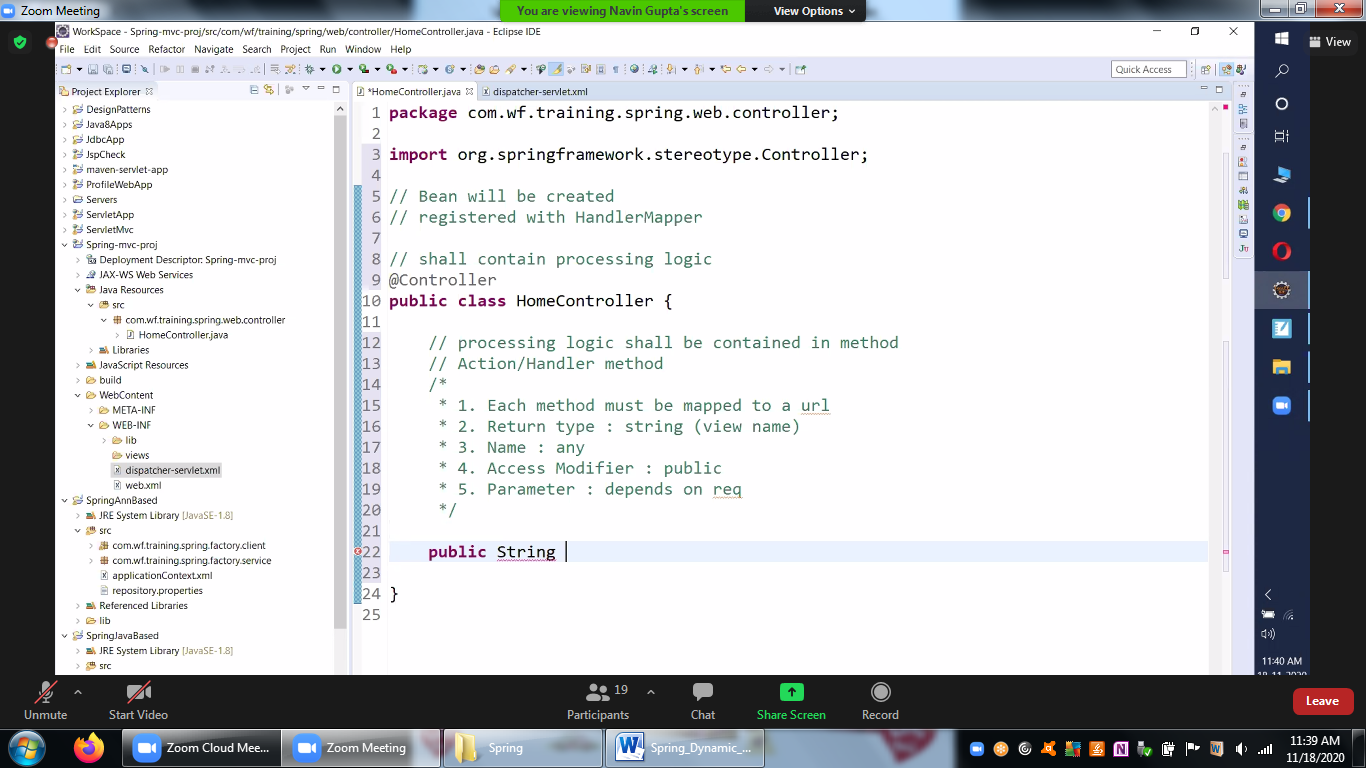 Zoom Meeting
You are viewing Navin Gupta's screen
View Options
WorkSpace - Spring-mvc-proj/src/com/wf/training/spring/web/controller/HomeController.java - Eclipse IDE
View
File Edit Source Refactor Navigate Search Project Run Window Help
Quick Access
Project Explorer
*HomeController.java
dispatcher-servlet.xml
DesignPatterns
Java8Apps
JdbcApp
JspCheck
maven-servlet-app
ProfileWebApp
Servers
ServletApp
ServletMvc
Spring-mvc-proj
Deployment Descriptor: Spring-mvc-proj
JAX-WS Web Services
Java Resources
src
com.wf.training.spring.web.controller
HomeController.java
Libraries
JavaScript Resources
build
WebContent
META-INF
WEB-INF
lib
views
dispatcher-servlet.xml
web.xml
SpringAnnBased
JRE System Library [JavaSE-1.8]
src
com.wf.training.spring.factory.client
com.wf.training.spring.factory.service
applicationContext.xml
repository.properties
Referenced Libraries
lib
SpringJavaBased
JRE System Library [JavaSE-1.8]
src
1 package com.wf.training.spring.web.controller;
2
3 import org.springframework.stereotype.Controller;
4
5 // Bean will be created
6 // registered with HandlerMapper
7
8 // shall contain processing logic
9 @Controller
10 public class HomeController {
11
12 // processing logic shall be contained in method
13 // Action/Handler method
14 /*
15 * 1. Each method must be mapped to a url
16 * 2. Return type : string (view name)
17 * 3. Name : any
18 * 4. Access Modifier : public
19 * 5. Parameter : depends on req
20 */
21
22 public String
23
24 }
25
11:40 AM
18-11-2020
Unmute
Start Video
Participants
19
Chat
Share Screen
Record
Leave
Zoom Cloud Mee...
Zoom Meeting
Spring
Spring_Dynamic_...
11:39 AM
11/18/2020